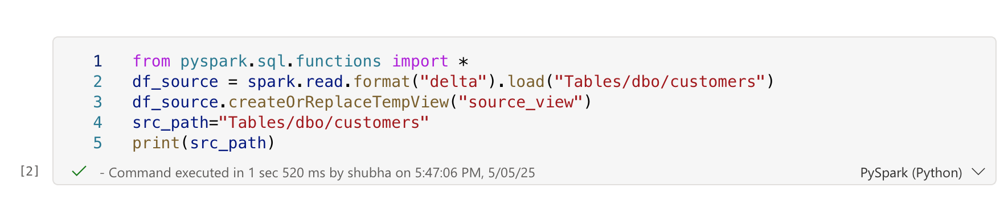 1 from pyspark.sql.functions import *
2 df_source = spark.read.format("delta").load("Tables/dbo/customers")
3 df_source.createOrReplaceTempView("source_view")
4 src_path="Tables/dbo/customers"
5 print(src_path)
[2] - Command executed in 1 sec 520 ms by shubha on 5:47:06 PM, 5/05/25 PySpark (Python)